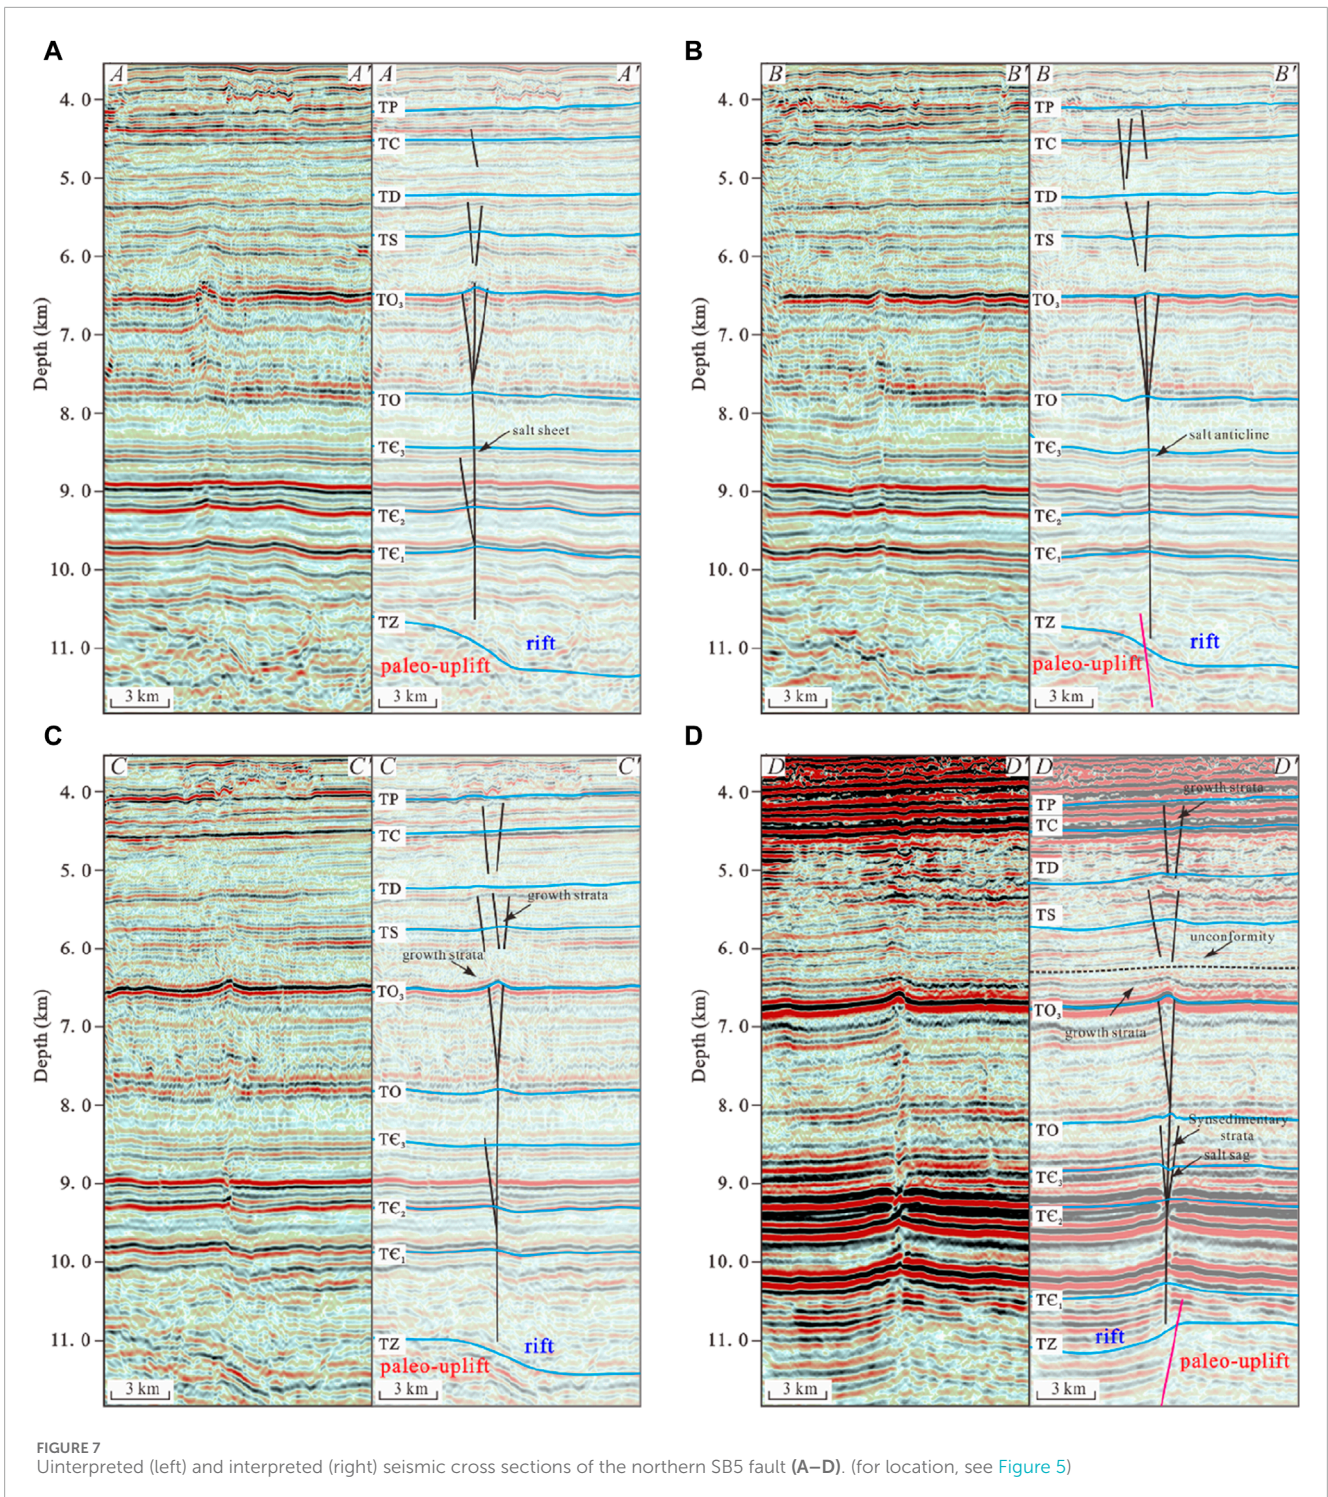 A
A A' A A'
4. 0
5. 0
6. 0
7. 0
8. 0
9. 0
10. 0
11. 0
Depth (km)
TP
TC
TD
TS
TO₃
TO
TЄ₃
TЄ₂
TЄ₁
TZ
salt sheet
rift
paleo-uplift
3 km
3 km
B
B B' B B'
4. 0
5. 0
6. 0
7. 0
8. 0
9. 0
10. 0
11. 0
Depth (km)
TP
TC
TD
TS
TO₃
TO
TЄ₃
TЄ₂
TЄ₁
TZ
salt anticline
rift
paleo-uplift
3 km
3 km
C
C C' C C'
4. 0
5. 0
6. 0
7. 0
8. 0
9. 0
10. 0
11. 0
Depth (km)
TP
TC
TD
growth strata
TS
growth strata
TO₃
TO
TЄ₃
TЄ₂
TЄ₁
TZ
rift
paleo-uplift
3 km
3 km
D
D D' D D'
4. 0
5. 0
6. 0
7. 0
8. 0
9. 0
10. 0
11. 0
Depth (km)
growth strata
TP
TC
TD
TS
unconformity
TO₃
growth strata
TO
Synsedimentary
strata
salt sag
TЄ₃
TЄ₂
TЄ₁
TZ
rift
paleo-uplift
3 km
3 km
FIGURE 7
Uninterpreted (left) and interpreted (right) seismic cross sections of the northern SB5 fault (A–D). (for location, see Figure 5)